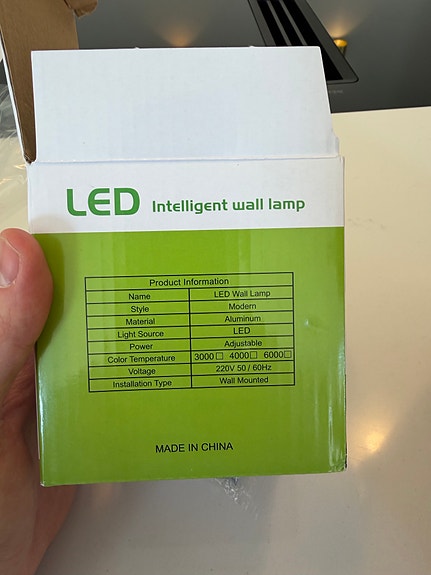 LED Intelligent wall lamp
Product Information
Name LED Wall Lamp
Style Modern
Material Aluminum
Light Source LED
Power Adjustable
Color Temperature 3000☐ 4000☐ 6000☐
Voltage 220V 50 / 60Hz
Installation Type Wall Mounted
MADE IN CHINA